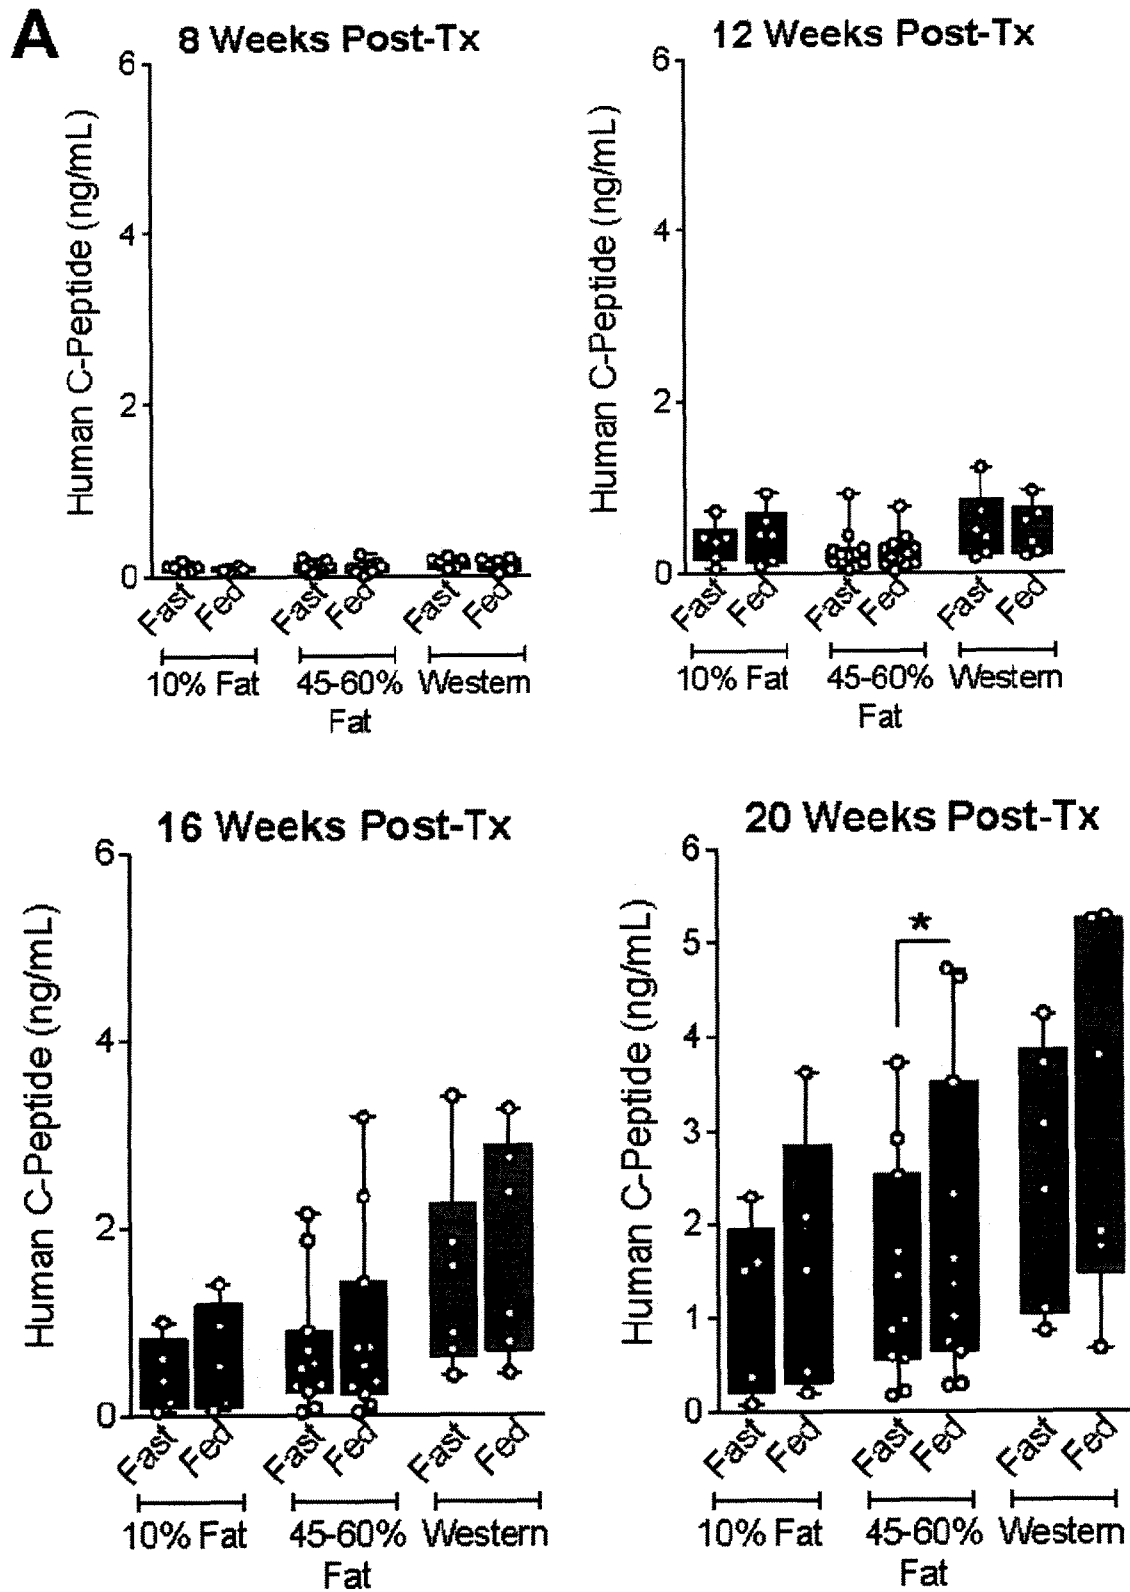 A
8 Weeks Post-Tx
Human C-Peptide (ng/mL)
6
4
2
0
Fast
Fed
Fast
Fed
Fast
Fed
10% Fat
45-60%
Fat
Western
12 Weeks Post-Tx
Human C-Peptide (ng/mL)
6
4
2
0
Fast
Fed
Fast
Fed
Fast
Fed
10% Fat
45-60%
Fat
Western
16 Weeks Post-Tx
Human C-Peptide (ng/mL)
6
4
2
0
Fast
Fed
Fast
Fed
Fast
Fed
10% Fat
45-60%
Fat
Western
20 Weeks Post-Tx
Human C-Peptide (ng/mL)
6
5
4
3
2
1
0
*
Fast
Fed
Fast
Fed
Fast
Fed
10% Fat
45-60%
Fat
Western